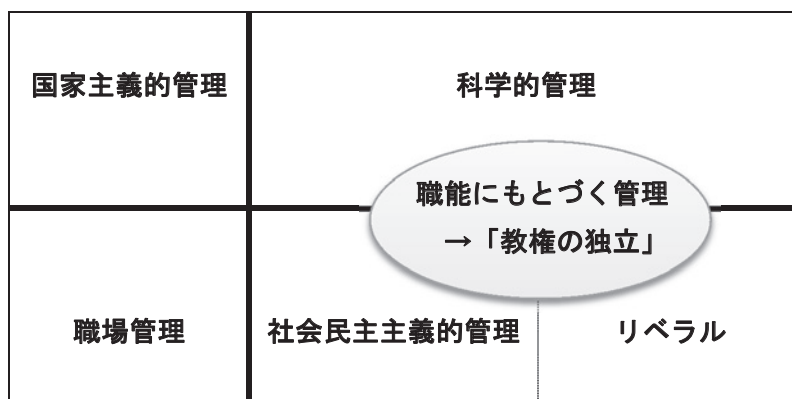 国家主義的管理
科学的管理
職能にもとづく管理
→「教権の独立」
職場管理
社会民主主義的管理
リベラル